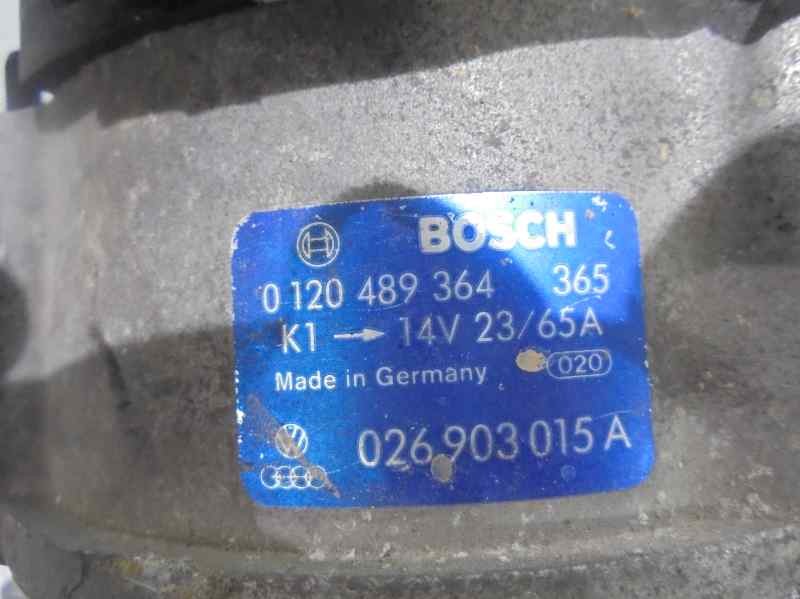 BOSCH
0 120 489 364 365
K1 → 14V 23/65A
Made in Germany 020
026 903 015 A